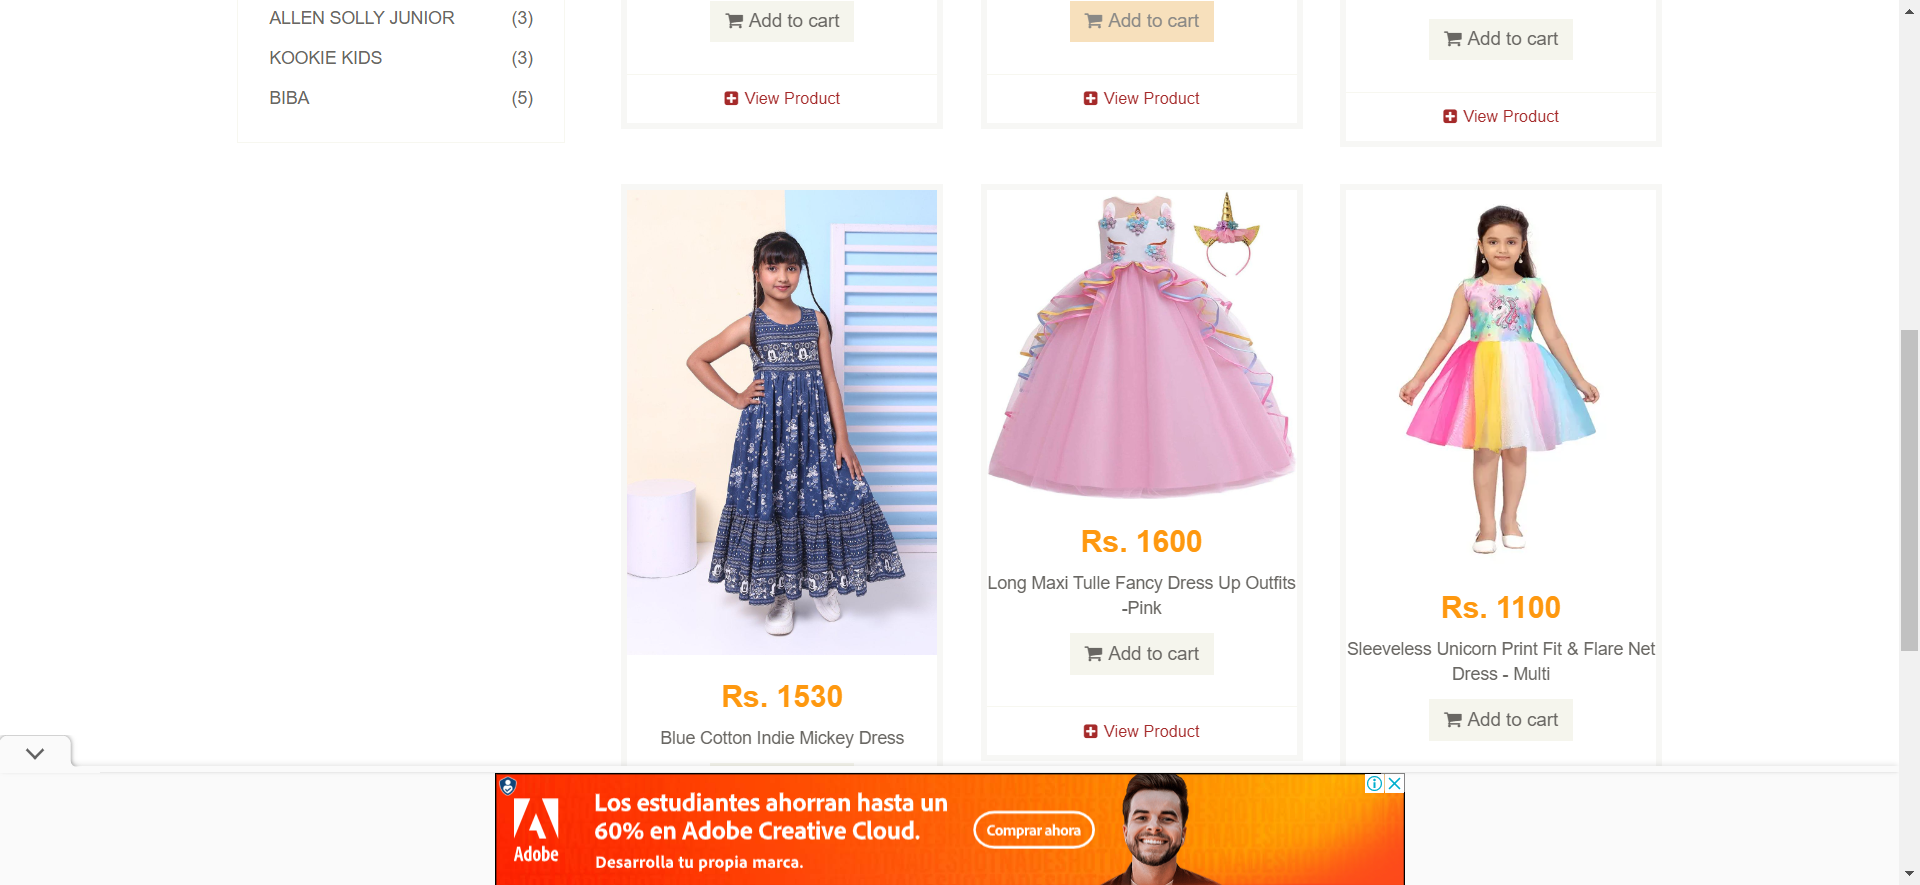 ALLEN SOLLY JUNIOR (3)
KOOKIE KIDS (3)
BIBA (5)
Add to cart
View Product
Add to cart
View Product
Add to cart
View Product
Rs. 1530
Blue Cotton Indie Mickey Dress
Rs. 1600
Long Maxi Tulle Fancy Dress Up Outfits
-Pink
Add to cart
View Product
Rs. 1100
Sleeveless Unicorn Print Fit & Flare Net
Dress - Multi
Add to cart
Adobe
Los estudiantes ahorran hasta un
60% en Adobe Creative Cloud.
Desarrolla tu propia marca.
Comprar ahora